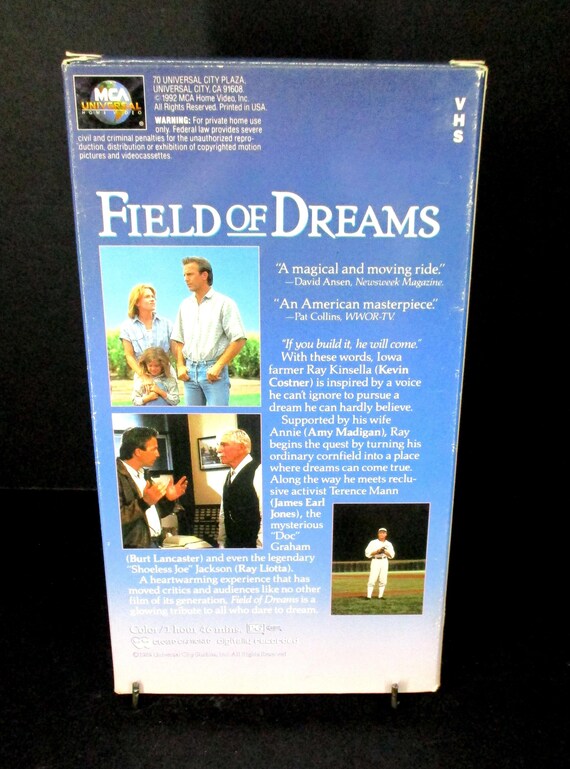 MCA
UNIVERSAL
HOME VIDEO
70 UNIVERSAL CITY PLAZA,
UNIVERSAL CITY, CA 91608.
© 1992 MCA Home Video, Inc.
All Rights Reserved. Printed in USA.
WARNING: For private home use
only. Federal law provides severe
civil and criminal penalties for the unauthorized repro-
duction, distribution or exhibition of copyrighted motion
pictures and videocassettes.
VHS
FIELD OF DREAMS
"A magical and moving ride."
—David Ansen, Newsweek Magazine.
"An American masterpiece."
—Pat Collins, WWOR-TV.
"If you build it, he will come."
With these words, Iowa
farmer Ray Kinsella (Kevin
Costner) is inspired by a voice
he can't ignore to pursue a
dream he can hardly believe.
Supported by his wife
Annie (Amy Madigan), Ray
begins the quest by turning his
ordinary cornfield into a place
where dreams can come true.
Along the way he meets reclu-
sive activist Terence Mann
(James Earl
Jones), the
mysterious
"Doc"
Graham
(Burt Lancaster) and even the legendary
"Shoeless Joe" Jackson (Ray Liotta).
A heartwarming experience that has
moved critics and audiences like no other
film of its generation, Field of Dreams is a
glowing tribute to all who dare to dream.
Color/1 hour 46 mins.
Digitally recorded